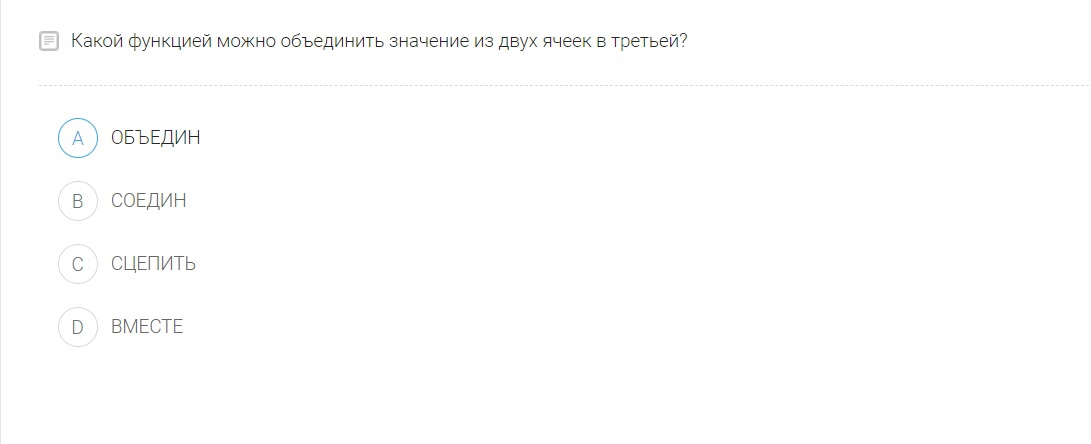 Какой функцией можно объединить значение из двух ячеек в третьей?
A ОБЪЕДИН
B СОЕДИН
C СЦЕПИТЬ
D ВМЕСТЕ